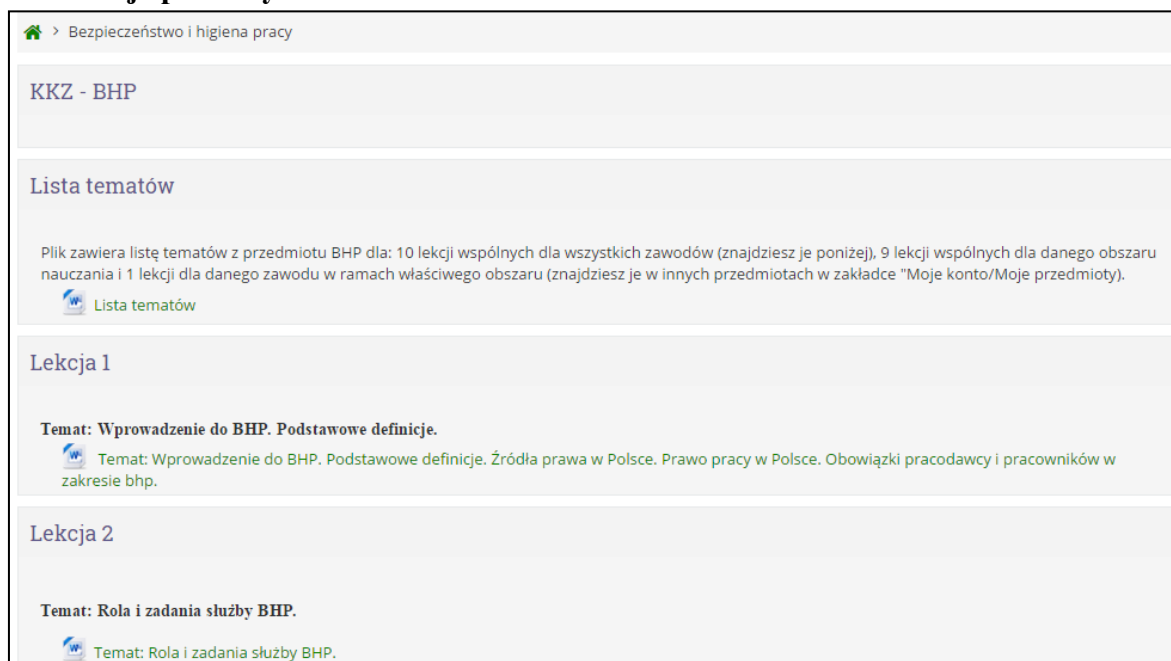 > Bezpieczeństwo i higiena pracy
KKZ - BHP
Lista tematów
Plik zawiera listę tematów z przedmiotu BHP dla: 10 lekcji wspólnych dla wszystkich zawodów (znajdziesz je poniżej), 9 lekcji wspólnych dla danego obszaru
nauczania i 1 lekcji dla danego zawodu w ramach właściwego obszaru (znajdziesz je w innych przedmiotach w zakładce "Moje konto/Moje przedmioty).
Lista tematów
Lekcja 1
Temat: Wprowadzenie do BHP. Podstawowe definicje.
Temat: Wprowadzenie do BHP. Podstawowe definicje. Źródła prawa w Polsce. Prawo pracy w Polsce. Obowiązki pracodawcy i pracowników w
zakresie bhp.
Lekcja 2
Temat: Rola i zadania służby BHP.
Temat: Rola i zadania służby BHP.